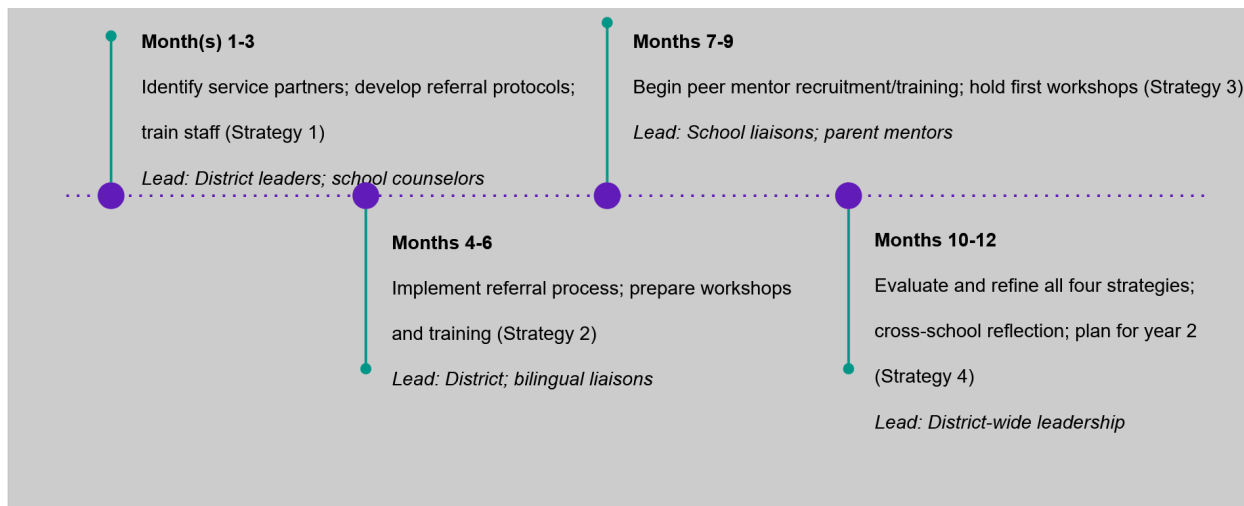 Month(s) 1-3
Identify service partners; develop referral protocols;
train staff (Strategy 1)
Lead: District leaders; school counselors
Months 4-6
Implement referral process; prepare workshops
and training (Strategy 2)
Lead: District; bilingual liaisons
Months 7-9
Begin peer mentor recruitment/training; hold first workshops (Strategy 3)
Lead: School liaisons; parent mentors
Months 10-12
Evaluate and refine all four strategies;
cross-school reflection; plan for year 2
(Strategy 4)
Lead: District-wide leadership